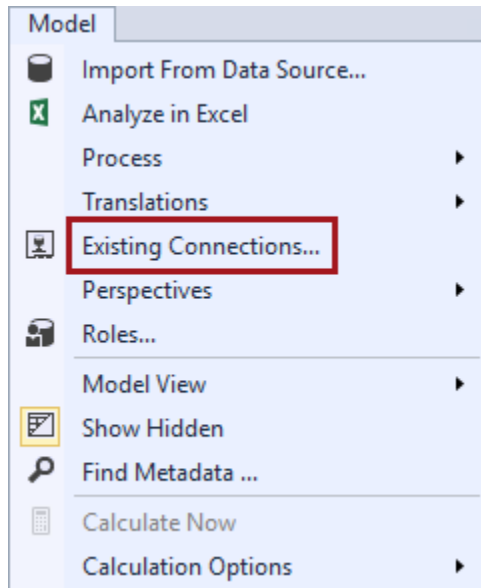 Model
Import From Data Source...
Analyze in Excel
Process
Translations
Existing Connections...
Perspectives
Roles...
Model View
Show Hidden
Find Metadata ...
Calculate Now
Calculation Options